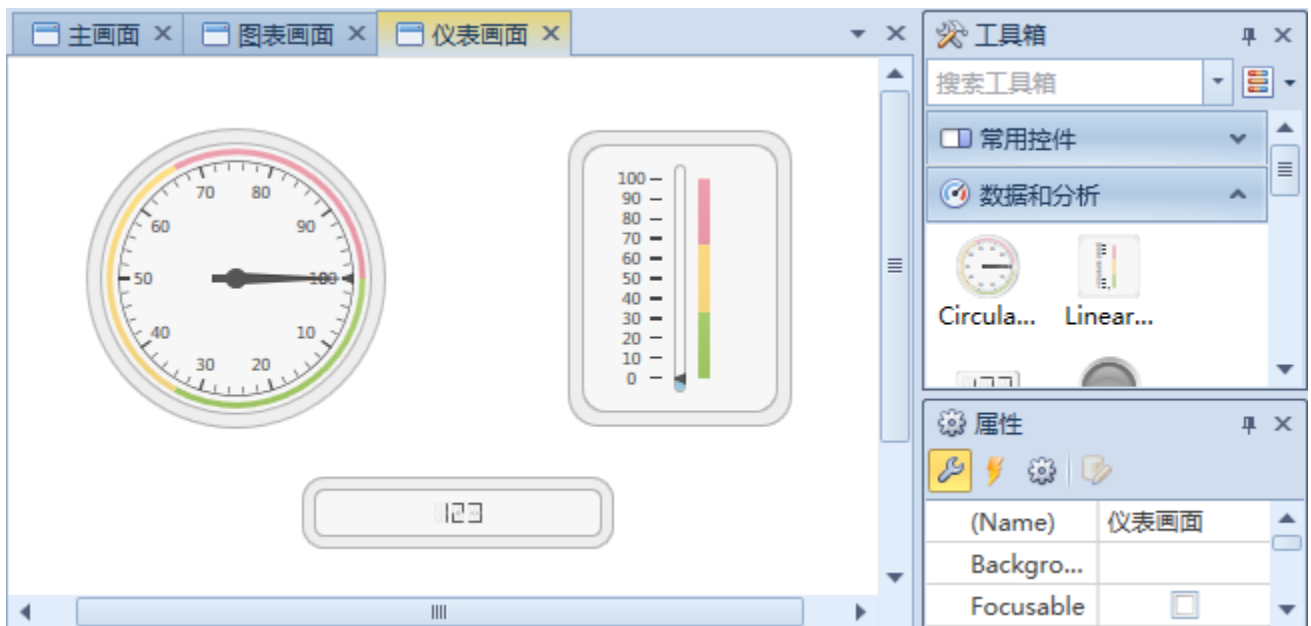 主画面
图表画面
仪表画面
70
80
60
90
50
100
40
10
30
20
100
90
80
70
60
50
40
30
20
10
0
123
工具箱
搜索工具箱
常用控件
数据和分析
Circula...
Linear...
属性
(Name) 仪表画面
Backgro...
Focusable